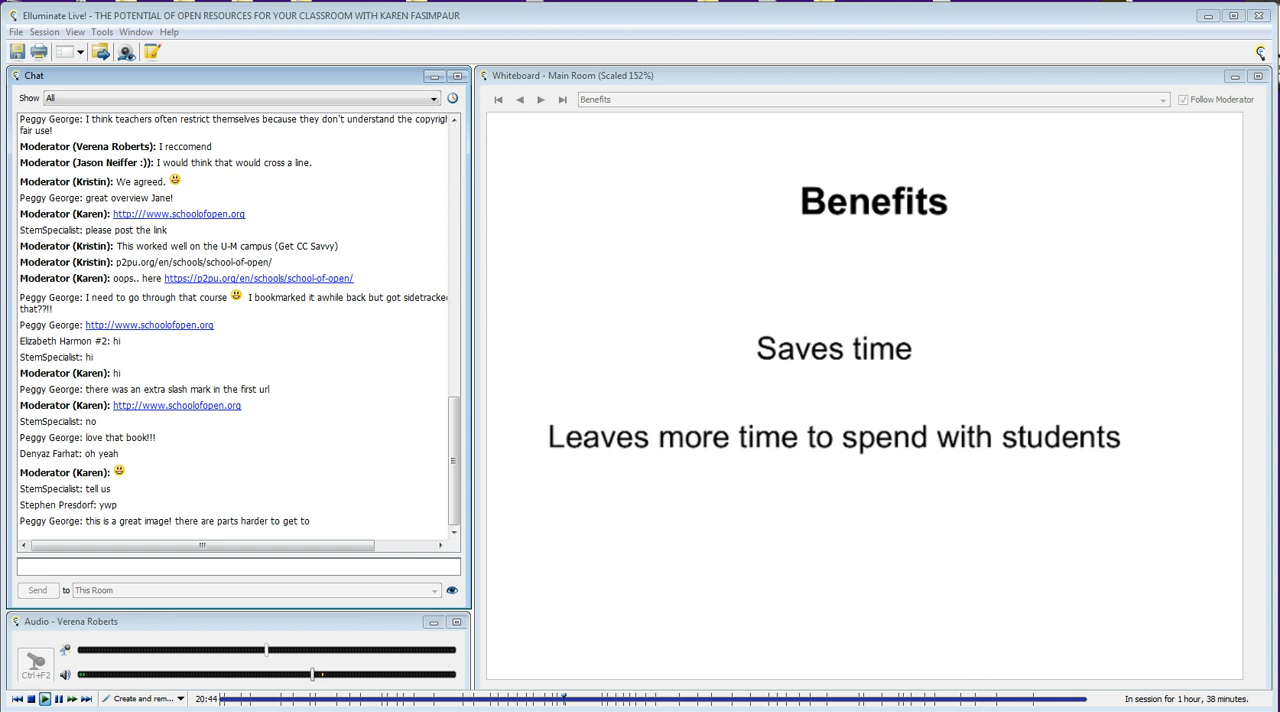 Elluminate Live! - THE POTENTIAL OF OPEN RESOURCES FOR YOUR CLASSROOM WITH KAREN FASIMPAUR
File Session View Tools Window Help
Chat
Show All
Peggy George: I think teachers often restrict themselves because they don't understand the copyrigh
fair use!
Moderator (Verena Roberts): I reccomend
Moderator (Jason Neiffer :)): I would think that would cross a line.
Moderator (Kristin): We agreed.
Peggy George: great overview Jane!
Moderator (Karen): http:///www.schoolofopen.org
StemSpecialist: please post the link
Moderator (Kristin): This worked well on the U-M campus (Get CC Savvy)
Moderator (Kristin): p2pu.org/en/schools/school-of-open/
Moderator (Karen): oops.. here https://p2pu.org/en/schools/school-of-open/
Peggy George: I need to go through that course I bookmarked it awhile back but got sidetracked
that??!!
Peggy George: http://www.schoolofopen.org
Elizabeth Harmon #2: hi
StemSpecialist: hi
Moderator (Karen): hi
Peggy George: there was an extra slash mark in the first url
Moderator (Karen): http://www.schoolofopen.org
StemSpecialist: no
Peggy George: love that book!!!
Denyaz Farhat: oh yeah
Moderator (Karen):
StemSpecialist: tell us
Stephen Presdorf: ywp
Peggy George: this is a great image! there are parts harder to get to
Send to This Room
Audio - Verena Roberts
Ctrl+F2
Whiteboard - Main Room (Scaled 152%)
Benefits
Follow Moderator
Benefits
Saves time
Leaves more time to spend with students
Create and rem...
20:44
In session for 1 hour, 38 minutes.